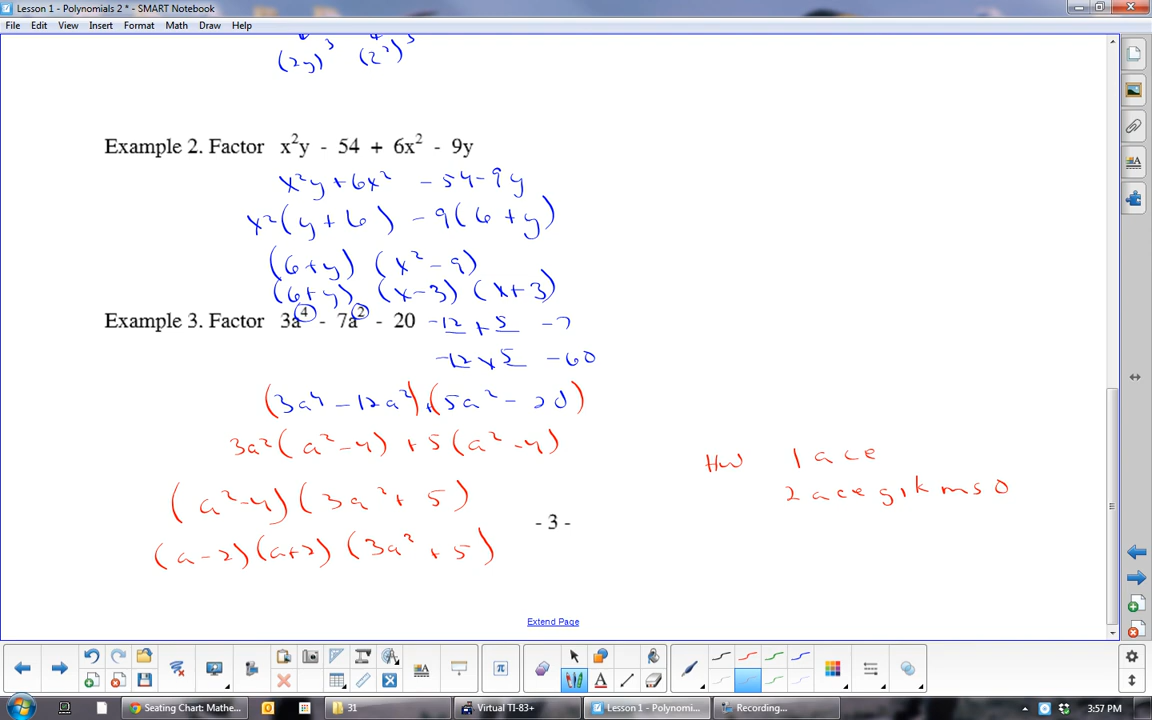 Lesson 1 - Polynomials 2 * - SMART Notebook
File Edit View Insert Format Tools Math Draw Help
(2y)³ (z²)³
Example 2. Factor x²y - 54 + 6x² - 9y
x²y + 6x² - 54 - 9y
x²(y + 6) - 9(6 + y)
(6 + y) (x² - 9)
(6 + y) (x - 3) (x + 3)
Example 3. Factor 3a⁴ - 7a² - 20 -12 + 5 -7
-12 x 5 -60
(3a⁴ - 12a²) + (5a² - 20)
3a²(a² - 4) + 5(a² - 4)
HW 1 a c e
(a² - 4)(3a² + 5)
2 a c e g i k m
- 3 -
(a - 2)(a + 2)(3a² + 5)
Extend Page
Seating Chart: Mathe...
31
Virtual TI-83+
Lesson 1 - Polynomi...
Recording...
3:57 PM